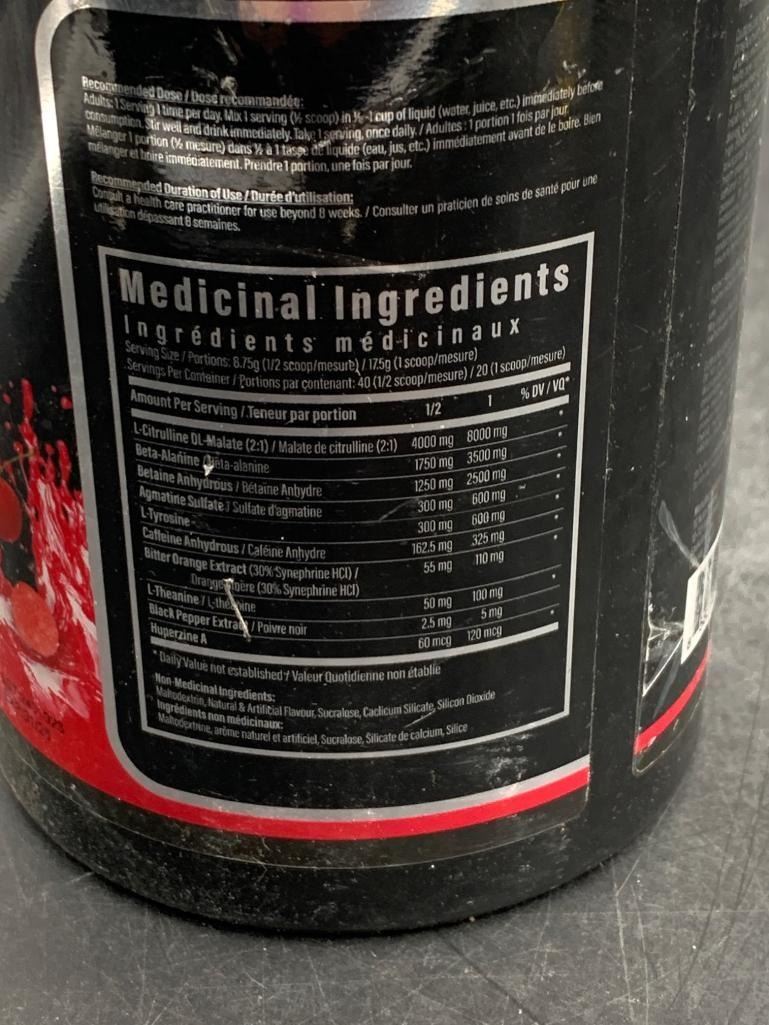 Recommended Dose / Dose recommandée:
Adults: 1 Serving 1 time per day. Mix 1 serving (½ scoop) in ½-1 cup of liquid (water, juice, etc.) immediately before
consumption. Stir well and drink immediately. Take 1 serving, once daily. / Adultes : 1 portion 1 fois par jour.
Mélanger 1 portion (½ mesure) dans ½ à 1 tasse de liquide (eau, jus, etc.) immédiatement avant de le boire. Bien
mélanger et boire immédiatement. Prendre 1 portion, une fois par jour.
Recommended Duration of Use / Durée d'utilisation:
Consult a health care practitioner for use beyond 8 weeks. / Consulter un praticien de soins de santé pour une
utilisation dépassant 8 semaines.
Medicinal Ingredients
Ingrédients médicinaux
Serving Size / Portions: 8.75g (1/2 scoop/mesure) / 17.5g (1 scoop/mesure)
Servings Per Container / Portions par contenant: 40 (1/2 scoop/mesure) / 20 (1 scoop/mesure)
Amount Per Serving / Teneur par portion 1/2 1 % DV / VQ*
L-Citrulline DL-Malate (2:1) / Malate de citrulline (2:1) 4000 mg 8000 mg *
Beta-Alanine / Bêta-alanine 1750 mg 3500 mg *
Betaine Anhydrous / Bétaine Anhydre 1250 mg 2500 mg *
Agmatine Sulfate / Sulfate d'agmatine 300 mg 600 mg *
L-Tyrosine 300 mg 600 mg *
Caffeine Anhydrous / Caféine Anhydre 162.5 mg 325 mg *
Bitter Orange Extract (30% Synephrine HCl) / 55 mg 110 mg
Orange amère (30% Synephrine HCl)
L-Theanine / L-théanine 50 mg 100 mg *
Black Pepper Extract / Poivre noir 2.5 mg 5 mg
Huperzine A 60 mcg 120 mcg *
* Daily Value not established / Valeur Quotidienne non établie
Non-Medicinal Ingredients:
Maltodextrin, Natural & Artificial Flavour, Sucralose, Caclicum Silicate, Silicon Dioxide
Ingrédients non médicinaux:
Maltodextrine, arôme naturel et artificiel, Sucralose, Silicate de calcium, Silice